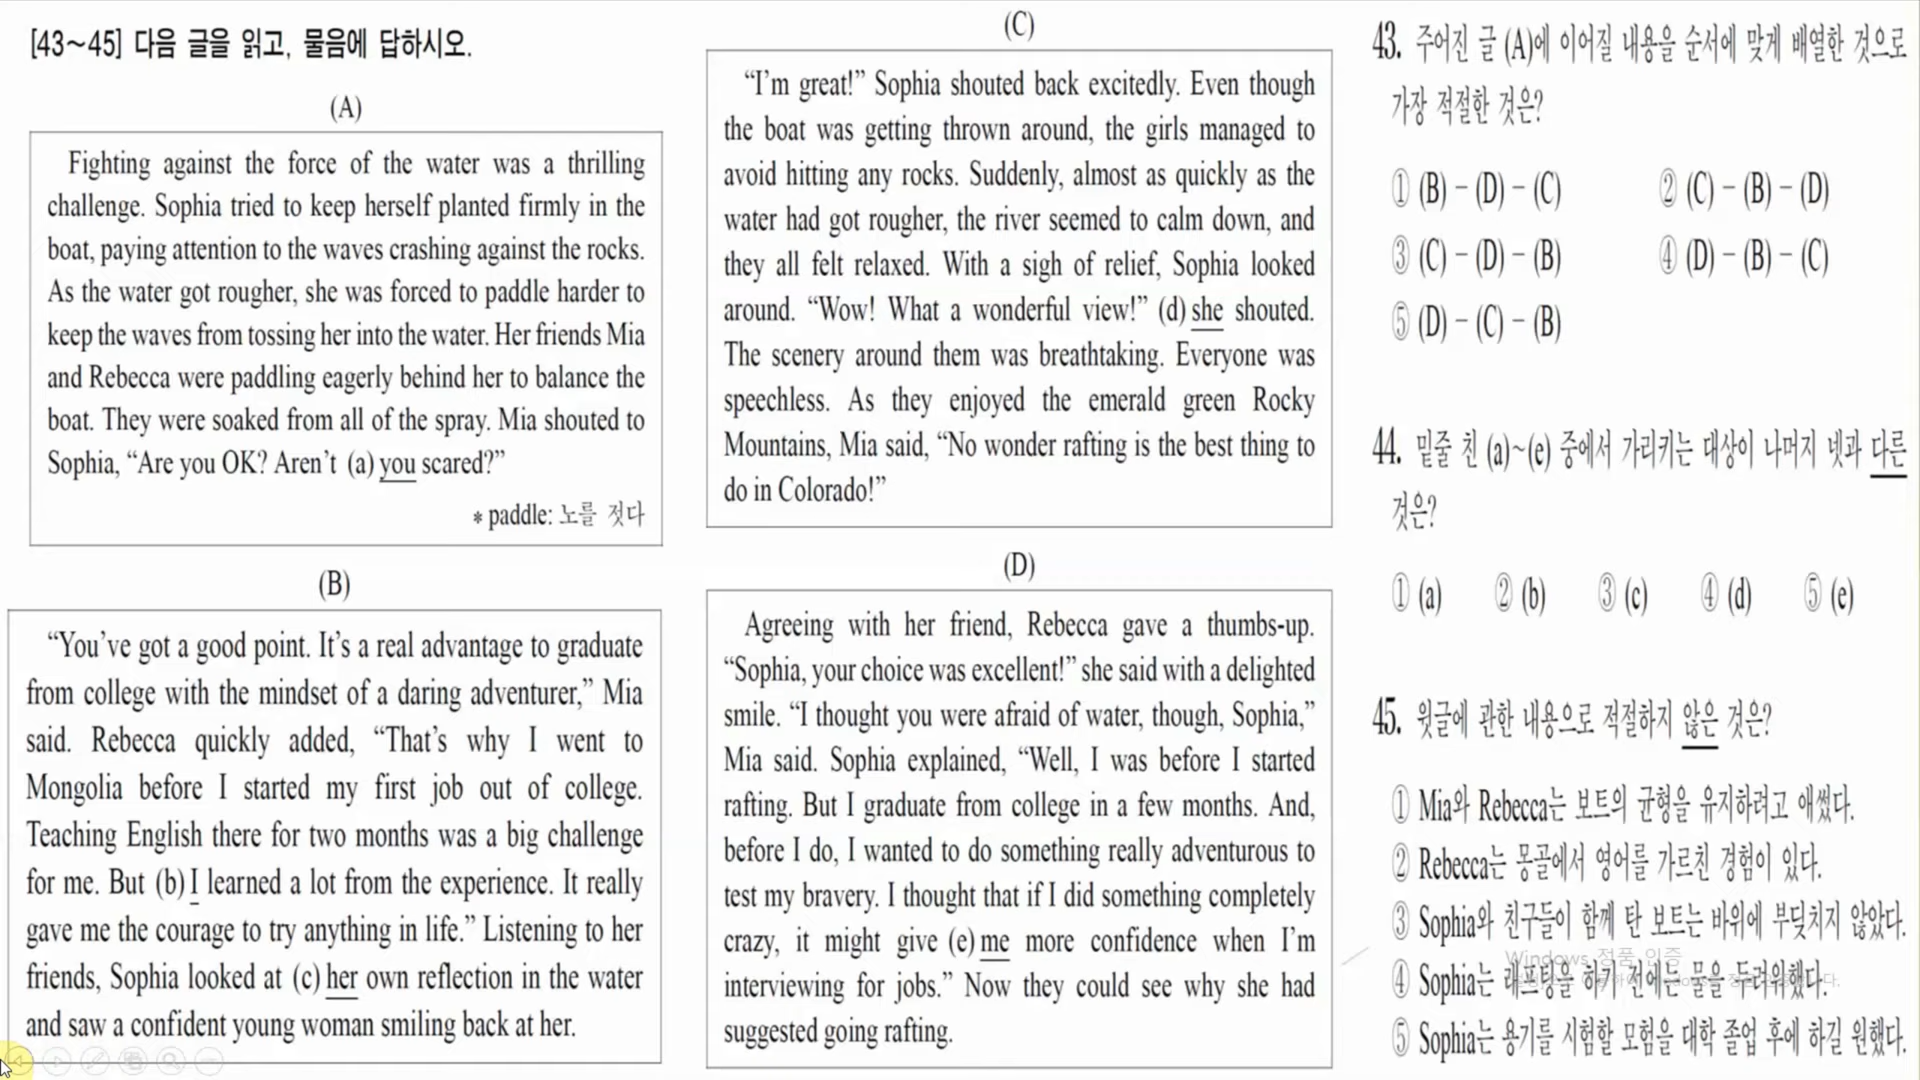 [43~45] 다음 글을 읽고, 물음에 답하시오.
(A)
Fighting against the force of the water was a thrilling
challenge. Sophia tried to keep herself planted firmly in the
boat, paying attention to the waves crashing against the rocks.
As the water got rougher, she was forced to paddle harder to
keep the waves from tossing her into the water. Her friends Mia
and Rebecca were paddling eagerly behind her to balance the
boat. They were soaked from all of the spray. Mia shouted to
Sophia, “Are you OK? Aren’t (a) you scared?”
* paddle: 노를 젓다
(B)
“You’ve got a good point. It’s a real advantage to graduate
from college with the mindset of a daring adventurer,” Mia
said. Rebecca quickly added, “That’s why I went to
Mongolia before I started my first job out of college.
Teaching English there for two months was a big challenge
for me. But (b) I learned a lot from the experience. It really
gave me the courage to try anything in life.” Listening to her
friends, Sophia looked at (c) her own reflection in the water
and saw a confident young woman smiling back at her.
(C)
“I’m great!” Sophia shouted back excitedly. Even though
the boat was getting thrown around, the girls managed to
avoid hitting any rocks. Suddenly, almost as quickly as the
water had got rougher, the river seemed to calm down, and
they all felt relaxed. With a sigh of relief, Sophia looked
around. “Wow! What a wonderful view!” (d) she shouted.
The scenery around them was breathtaking. Everyone was
speechless. As they enjoyed the emerald green Rocky
Mountains, Mia said, “No wonder rafting is the best thing to
do in Colorado!”
(D)
Agreeing with her friend, Rebecca gave a thumbs-up.
“Sophia, your choice was excellent!” she said with a delighted
smile. “I thought you were afraid of water, though, Sophia,”
Mia said. Sophia explained, “Well, I was before I started
rafting. But I graduate from college in a few months. And,
before I do, I wanted to do something really adventurous to
test my bravery. I thought that if I did something completely
crazy, it might give (e) me more confidence when I’m
interviewing for jobs.” Now they could see why she had
suggested going rafting.
43. 주어진 글 (A)에 이어질 내용을 순서에 맞게 배열한 것으로
가장 적절한 것은?
① (B) - (D) - (C) ② (C) - (B) - (D)
③ (C) - (D) - (B) ④ (D) - (B) - (C)
⑤ (D) - (C) - (B)
44. 밑줄 친 (a)~(e) 중에서 가리키는 대상이 나머지 넷과 다른
것은?
① (a) ② (b) ③ (c) ④ (d) ⑤ (e)
45. 윗글에 관한 내용으로 적절하지 않은 것은?
① Mia와 Rebecca는 보트의 균형을 유지하려고 애썼다.
② Rebecca는 몽골에서 영어를 가르친 경험이 있다.
③ Sophia와 친구들이 함께 탄 보트는 바위에 부딪치지 않았다.
Windows 정품 인증
④ Sophia는 래프팅을 하기 전에는 물을 두려워했다.
⑤ Sophia는 용기를 시험할 모험을 대학 졸업 후에 하길 원했다.